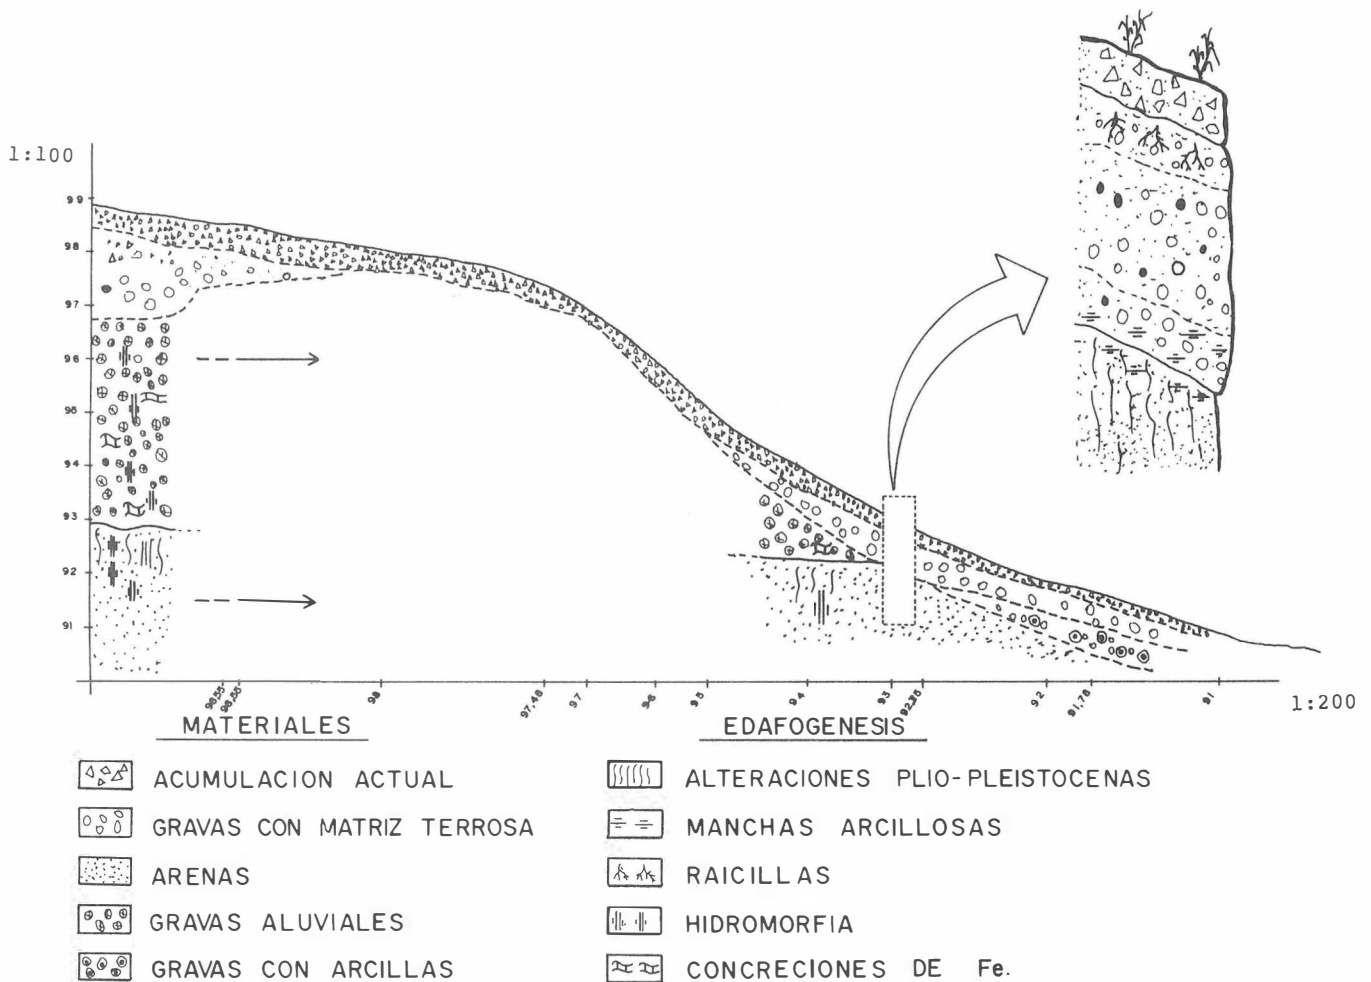 1:100
99
98
97
96
95
94
93
92
91
98,55
98,55
98
97,48
97
96
95
94
93
92,35
92
91,78
91
1:200
MATERIALES
ACUMULACION ACTUAL
GRAVAS CON MATRIZ TERROSA
ARENAS
GRAVAS ALUVIALES
GRAVAS CON ARCILLAS
EDAFOGENESIS
ALTERACIONES PLIO-PLEISTOCENAS
MANCHAS ARCILLOSAS
RAICILLAS
HIDROMORFIA
CONCRECIONES DE Fe.